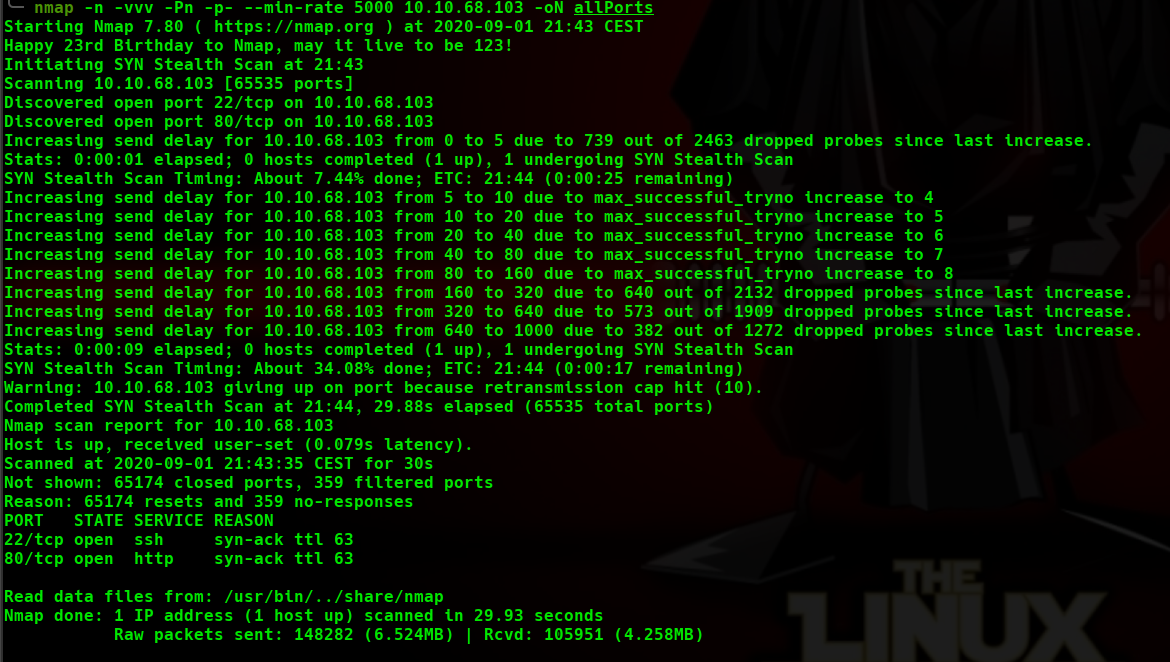 nmap -n -vvv -Pn -p- --min-rate 5000 10.10.68.103 -oN allPorts
Starting Nmap 7.80 ( https://nmap.org ) at 2020-09-01 21:43 CEST
Happy 23rd Birthday to Nmap, may it live to be 123!
Initiating SYN Stealth Scan at 21:43
Scanning 10.10.68.103 [65535 ports]
Discovered open port 22/tcp on 10.10.68.103
Discovered open port 80/tcp on 10.10.68.103
Increasing send delay for 10.10.68.103 from 0 to 5 due to 739 out of 2463 dropped probes since last increase.
Stats: 0:00:01 elapsed; 0 hosts completed (1 up), 1 undergoing SYN Stealth Scan
SYN Stealth Scan Timing: About 7.44% done; ETC: 21:44 (0:00:25 remaining)
Increasing send delay for 10.10.68.103 from 5 to 10 due to max_successful_tryno increase to 4
Increasing send delay for 10.10.68.103 from 10 to 20 due to max_successful_tryno increase to 5
Increasing send delay for 10.10.68.103 from 20 to 40 due to max_successful_tryno increase to 6
Increasing send delay for 10.10.68.103 from 40 to 80 due to max_successful_tryno increase to 7
Increasing send delay for 10.10.68.103 from 80 to 160 due to max_successful_tryno increase to 8
Increasing send delay for 10.10.68.103 from 160 to 320 due to 640 out of 2132 dropped probes since last increase.
Increasing send delay for 10.10.68.103 from 320 to 640 due to 573 out of 1909 dropped probes since last increase.
Increasing send delay for 10.10.68.103 from 640 to 1000 due to 382 out of 1272 dropped probes since last increase.
Stats: 0:00:09 elapsed; 0 hosts completed (1 up), 1 undergoing SYN Stealth Scan
SYN Stealth Scan Timing: About 34.08% done; ETC: 21:44 (0:00:17 remaining)
Warning: 10.10.68.103 giving up on port because retransmission cap hit (10).
Completed SYN Stealth Scan at 21:44, 29.88s elapsed (65535 total ports)
Nmap scan report for 10.10.68.103
Host is up, received user-set (0.079s latency).
Scanned at 2020-09-01 21:43:35 CEST for 30s
Not shown: 65174 closed ports, 359 filtered ports
Reason: 65174 resets and 359 no-responses
PORT   STATE SERVICE REASON
22/tcp open  ssh     syn-ack ttl 63
80/tcp open  http    syn-ack ttl 63
Read data files from: /usr/bin/../share/nmap
Nmap done: 1 IP address (1 host up) scanned in 29.93 seconds
Raw packets sent: 148282 (6.524MB) | Rcvd: 105951 (4.258MB)
THE
LINUX